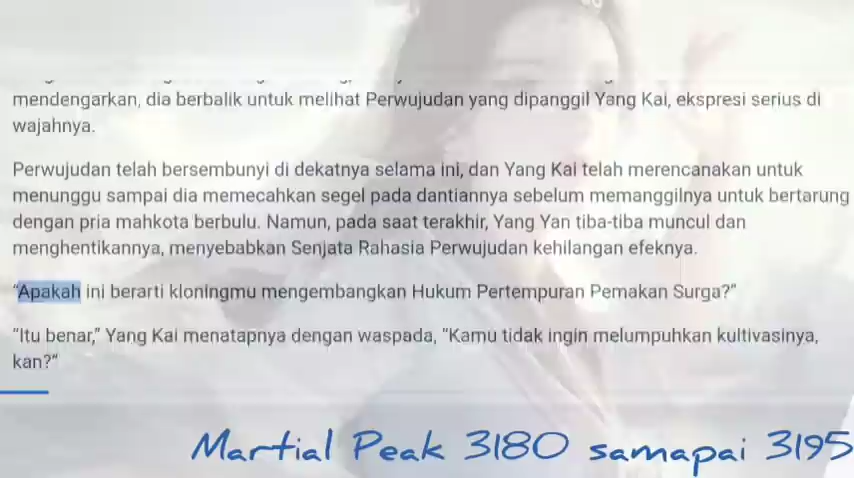 mendengarkan, dia berbalik untuk melihat Perwujudan yang dipanggil Yang Kai, ekspresi serius di
wajahnya.
Perwujudan telah bersembunyi di dekatnya selama ini, dan Yang Kai telah merencanakan untuk
menunggu sampai dia memecahkan segel pada dantiannya sebelum memanggilnya untuk bertarung
dengan pria mahkota berbulu. Namun, pada saat terakhir, Yang Yan tiba-tiba muncul dan
menghentikannya, menyebabkan Senjata Rahasia Perwujudan kehilangan efeknya.
“Apakah ini berarti kloningmu mengembangkan Hukum Pertempuran Pemakan Surga?”
“Itu benar,” Yang Kai menatapnya dengan waspada, “Kamu tidak ingin melumpuhkan kultivasinya,
kan?”
Martial Peak 3180 samapai 3195